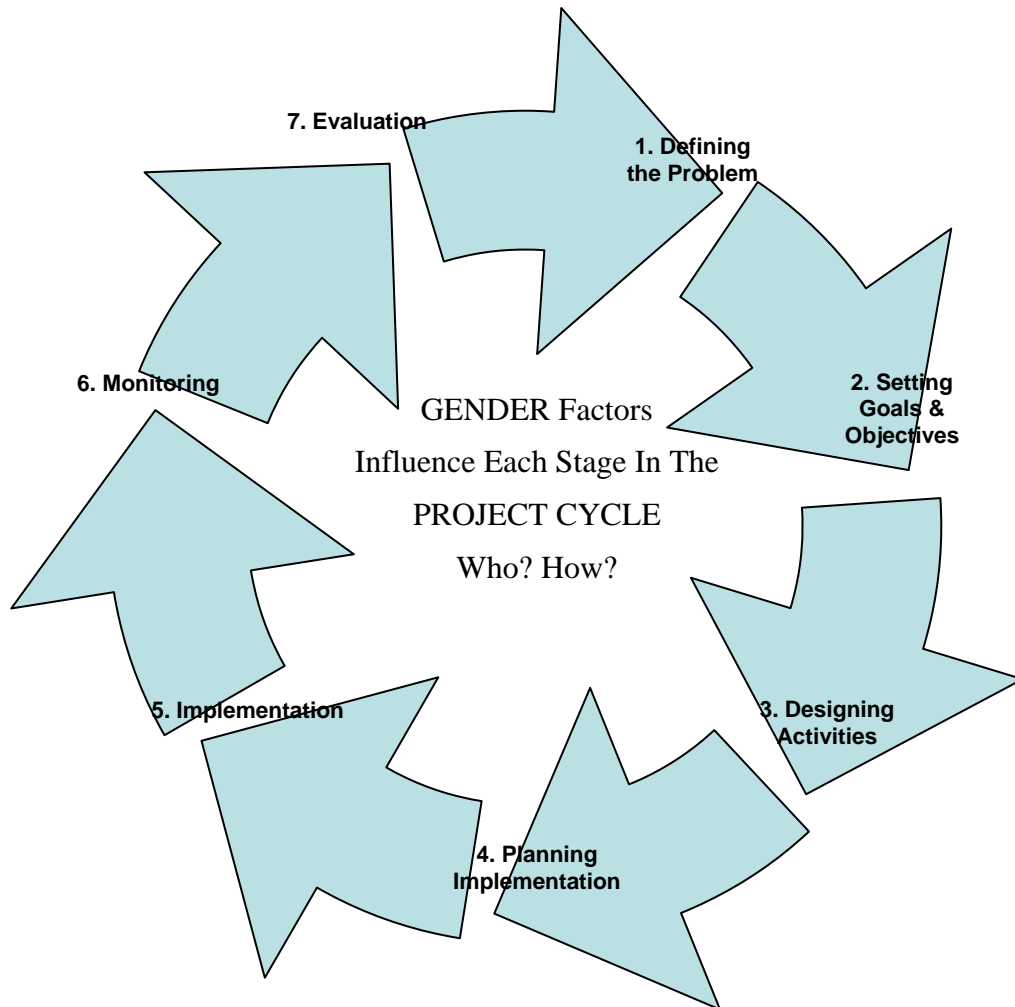 7. Evaluation
1. Defining
the Problem
2. Setting
Goals &
Objectives
6. Monitoring
GENDER Factors
Influence Each Stage In The
PROJECT CYCLE
Who? How?
3. Designing
Activities
5. Implementation
4. Planning
Implementation